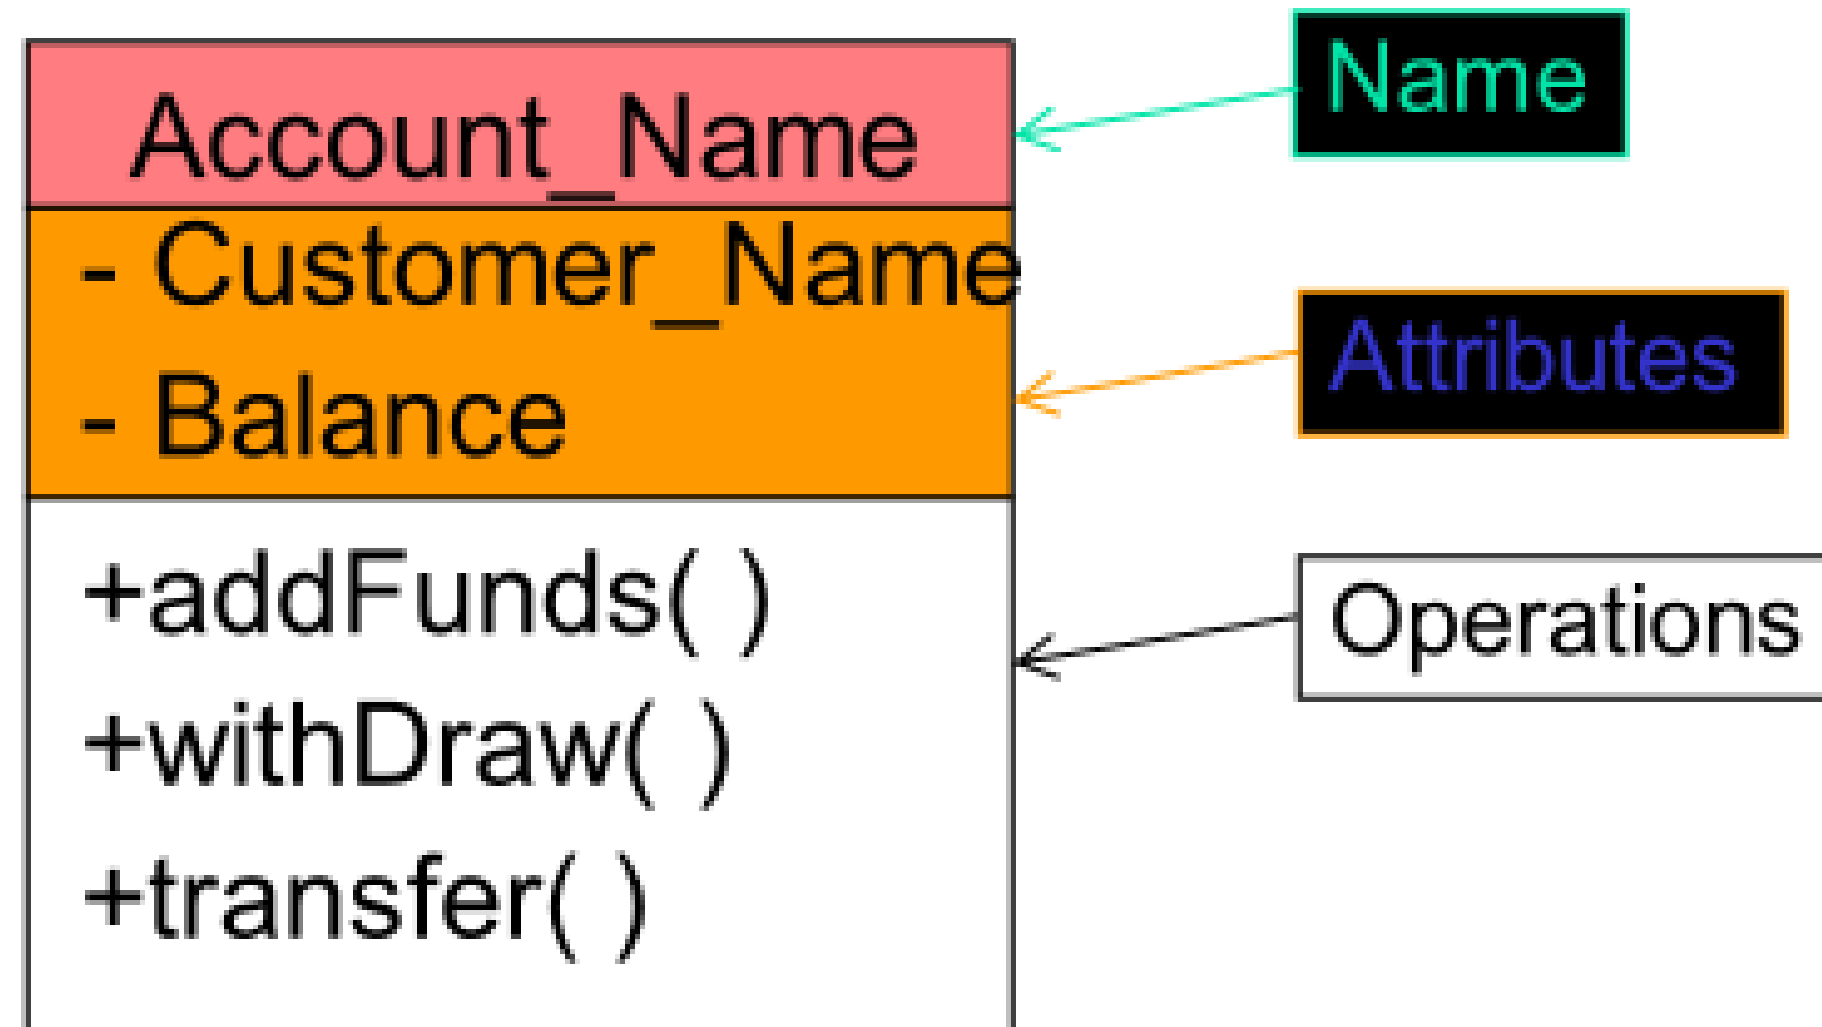 Account_Name
- Customer_Name
- Balance
+addFunds( )
+withDraw( )
+transfer( )
Name
Attributes
Operations